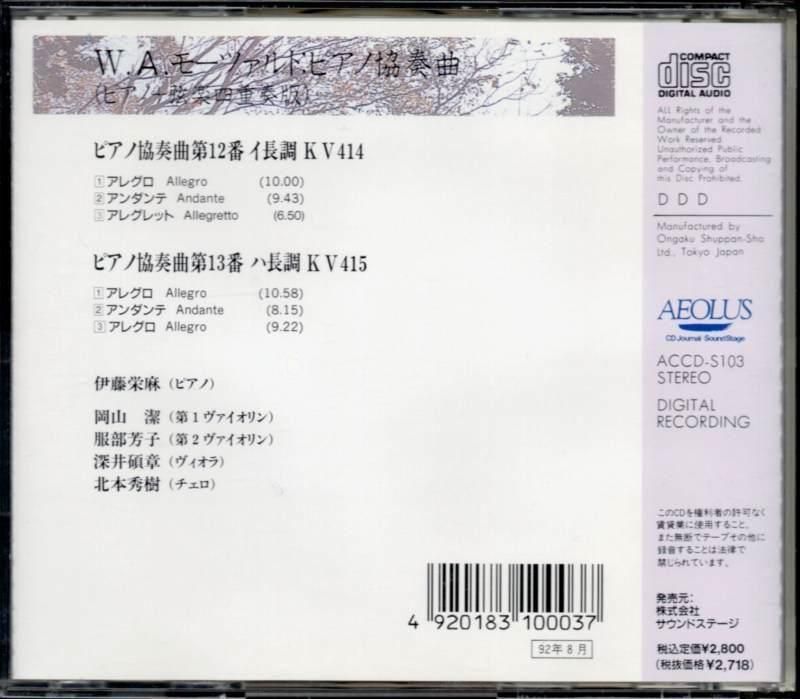 W.A.モーツァルト.ピアノ協奏曲
(ピアノ+弦楽四重奏版)
ピアノ協奏曲第12番 イ長調 KV414
1 アレグロ Allegro (10.00)
2 アンダンテ Andante (9.43)
3 アレグレット Allegretto (6.50)
ピアノ協奏曲第13番 ハ長調 KV415
1 アレグロ Allegro (10.58)
2 アンダンテ Andante (8.15)
3 アレグロ Allegro (9.22)
伊藤栄麻(ピアノ)
岡山 潔(第1ヴァイオリン)
服部芳子(第2ヴァイオリン)
深井碩章(ヴィオラ)
北本秀樹(チェロ)
4 920183 100037
92年8月
COMPACT
disc
DIGITAL AUDIO
ALL Rights of the
Manufacturer and the
Owner of the Recorded
Work Reserved.
Unauthorized Public
Performance, Broadcasting
and Copying of
this Disc Prohibited.
DDD
Manufactured by
Ongaku Shuppan-Sha
Ltd., Tokyo Japan
AEOLUS
CD Journal SoundStage
ACCD-S103
STEREO
DIGITAL
RECORDING
このCDを権利者の許可なく
賃貸業に使用すること、
また無断でテープその他に
録音することは法律で
禁じられています。
発売元:
株式会社
サウンドステージ
税込定価¥2,800
(税抜価格¥2,718)